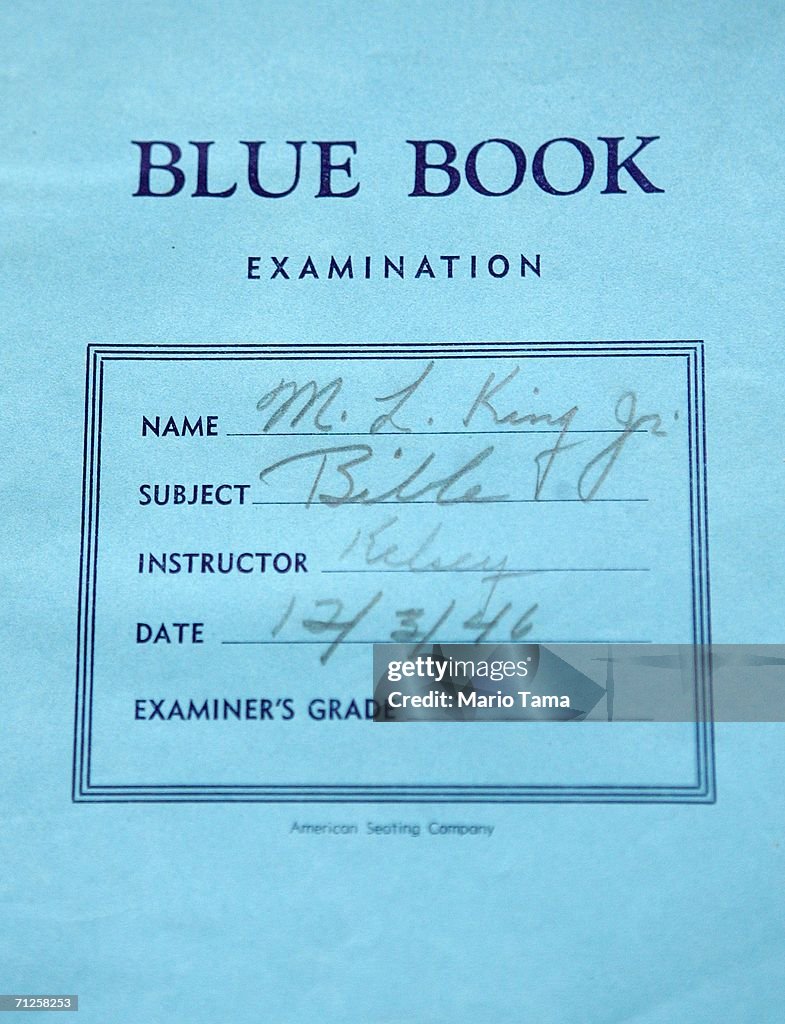 BLUE BOOK
EXAMINATION
NAME M. L. King Jr.
SUBJECT Bible
INSTRUCTOR Kelsey
DATE 12/3/46
EXAMINER'S GRADE
gettyimages®
Mario Tama
American Seating Company
71258253